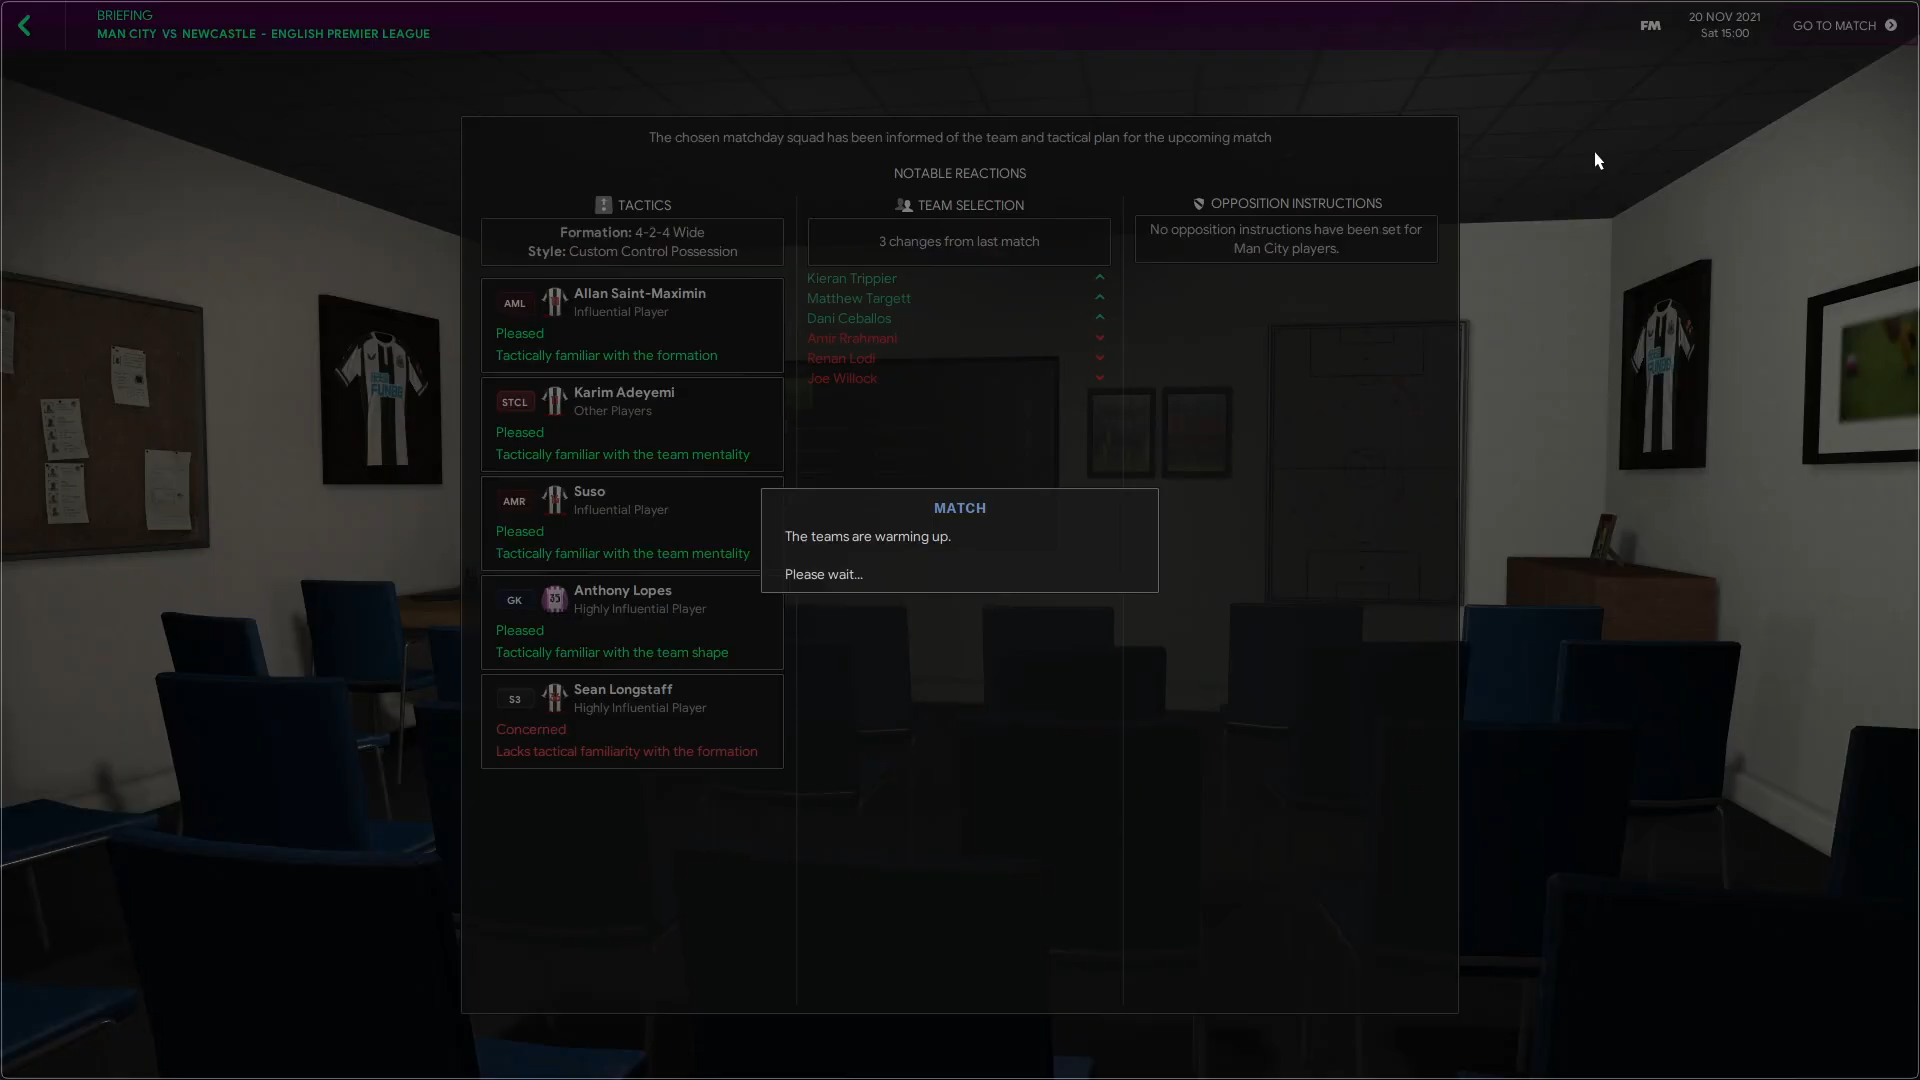 BRIEFING
MAN CITY VS NEWCASTLE - ENGLISH PREMIER LEAGUE
FM
20 NOV 2021
Sat 15:00
GO TO MATCH
The chosen matchday squad has been informed of the team and tactical plan for the upcoming match
NOTABLE REACTIONS
TACTICS
Formation: 4-2-4 Wide
Style: Custom Control Possession
AML
Allan Saint-Maximin
Influential Player
Pleased
Tactically familiar with the formation
STCL
Karim Adeyemi
Other Players
Pleased
Tactically familiar with the team mentality
AMR
Suso
Influential Player
Pleased
Tactically familiar with the team mentality
GK
35
Anthony Lopes
Highly Influential Player
Pleased
Tactically familiar with the team shape
S3
Sean Longstaff
Highly Influential Player
Concerned
Lacks tactical familiarity with the formation
TEAM SELECTION
3 changes from last match
Kieran Trippier
Matthew Targett
Dani Ceballos
Amir Rrahmani
Renan Lodi
Joe Willock
OPPOSITION INSTRUCTIONS
No opposition instructions have been set for
Man City players.
MATCH
The teams are warming up.
Please wait...